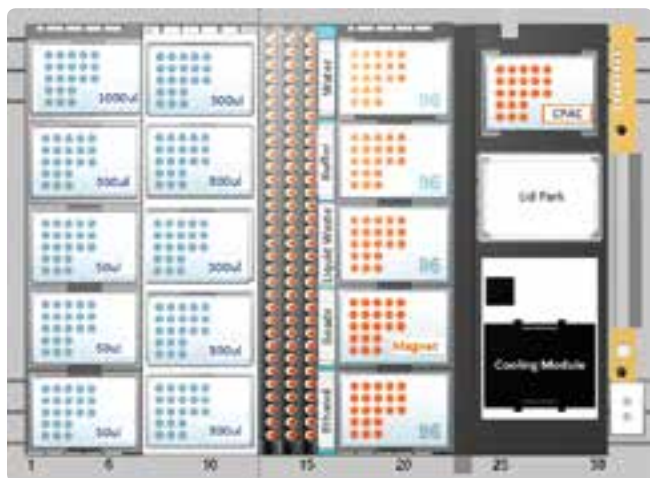 1000ul
300ul
300ul
300ul
50ul
300ul
50ul
300ul
50ul
300ul
Water
Buffer
Liquid Waste
Beads
Ethanol
96
96
96
Magnet
96
CPAC
Lid Park
Cooling Module
1 6 10 15 20 25 30